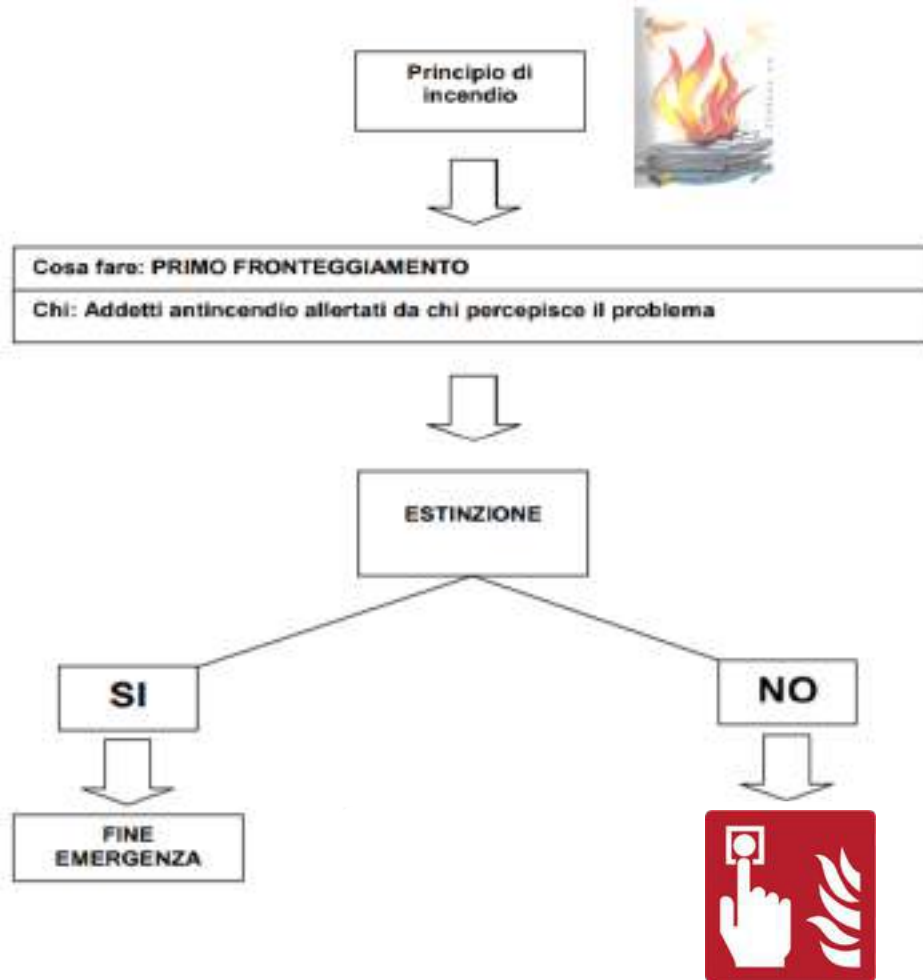 Principio di
incendio
Cosa fare: PRIMO FRONTEGGIAMENTO
Chi: Addetti antincendio allertati da chi percepisce il problema
ESTINZIONE
SI
NO
FINE
EMERGENZA